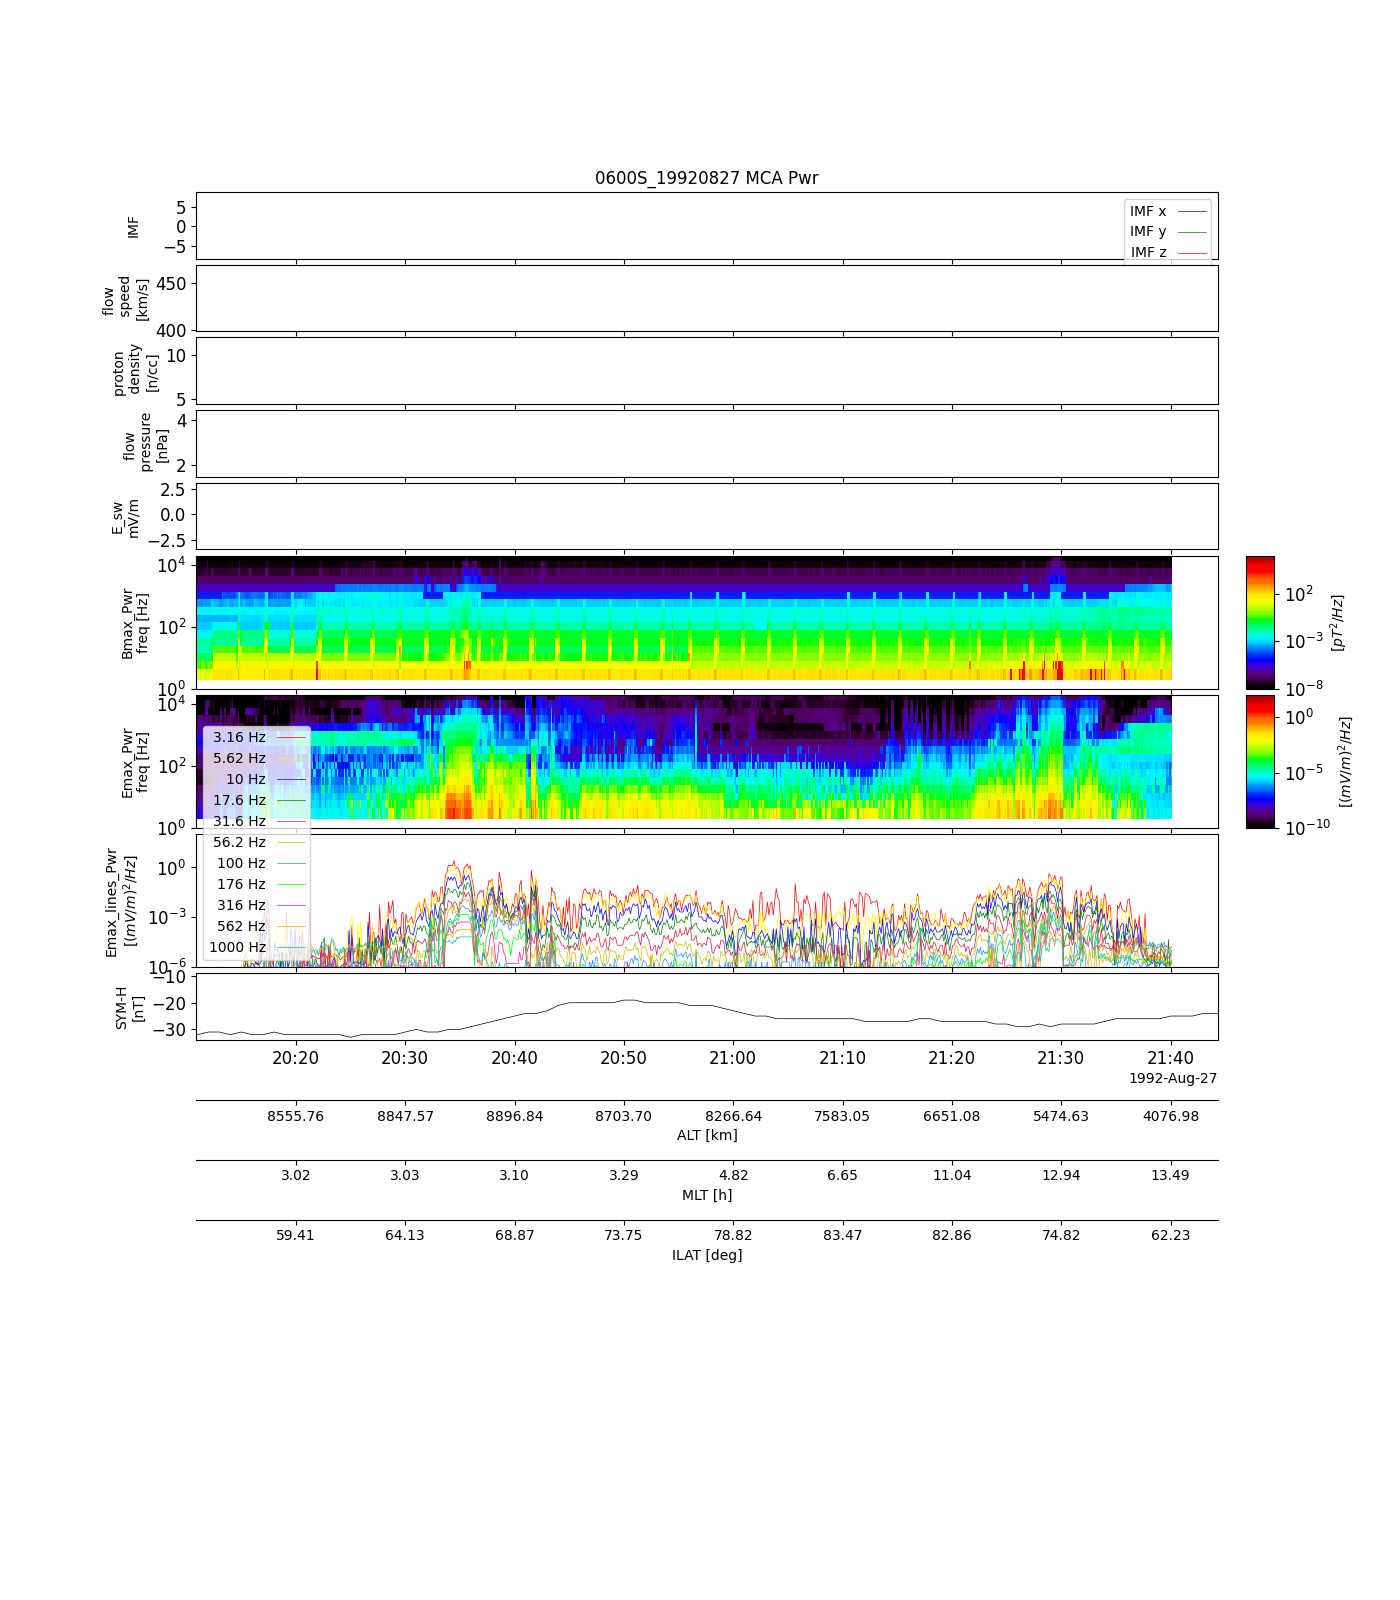 0600S_19920827 MCA Pwr
IMF
5
0
−5
IMF x
IMF y
IMF z
flow
speed
[km/s]
450
400
proton
density
[n/cc]
10
5
flow
pressure
[nPa]
4
2
E_sw
mV/m
2.5
0.0
−2.5
Bmax_Pwr
freq [Hz]
10^4
10^2
10^0
10^2
10^−3
10^−8
[pT^2/Hz]
Emax_Pwr
freq [Hz]
10^4
10^2
10^0
10^0
10^−5
10^−10
[(mV/m)^2/Hz]
3.16 Hz
5.62 Hz
10 Hz
17.6 Hz
31.6 Hz
56.2 Hz
100 Hz
176 Hz
316 Hz
562 Hz
1000 Hz
Emax_lines_Pwr
[(mV/m)^2/Hz]
10^0
10^−3
10^−6
SYM-H
[nT]
−10
−20
−30
20:20 20:30 20:40 20:50 21:00 21:10 21:20 21:30 21:40
1992-Aug-27
8555.76 8847.57 8896.84 8703.70 8266.64 7583.05 6651.08 5474.63 4076.98
ALT [km]
3.02 3.03 3.10 3.29 4.82 6.65 11.04 12.94 13.49
MLT [h]
59.41 64.13 68.87 73.75 78.82 83.47 82.86 74.82 62.23
ILAT [deg]